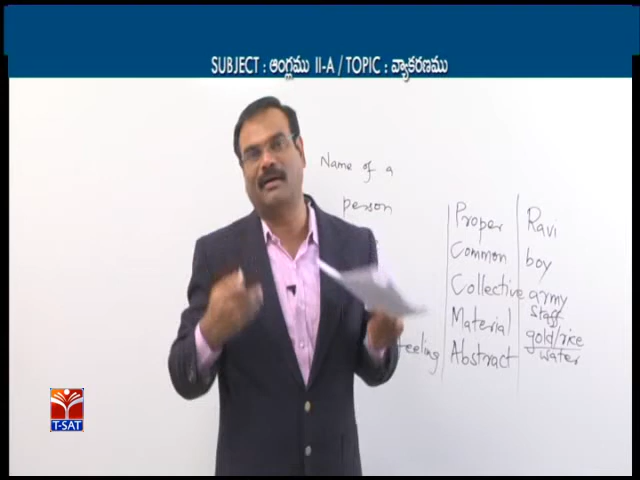 SUBJECT : ఆంగ్లము II-A / TOPIC : వ్యాకరణము
Name of a
person
Proper Ravi
Common boy
Collective army
staff
Material gold/rice
water
feeling Abstract
T-SAT